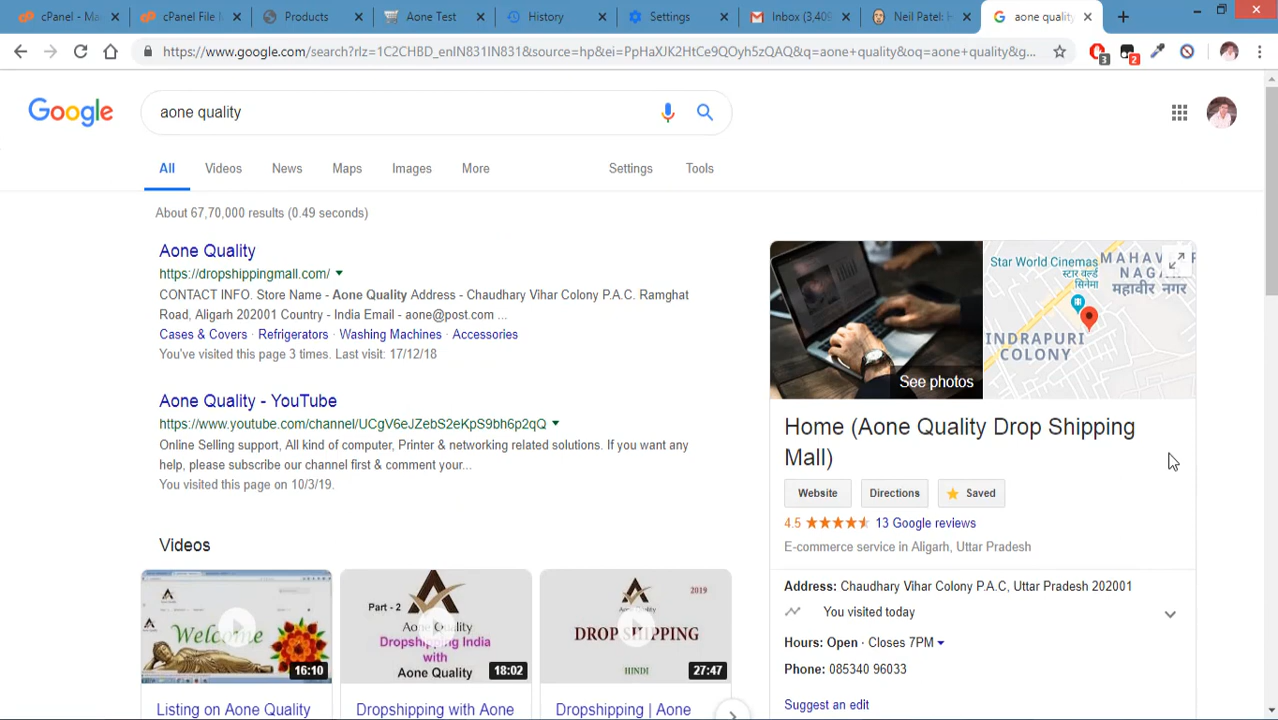 cPanel - Ma
cPanel File M
Products
Aone Test
History
Settings
Inbox (3,409
Neil Patel: H
aone quality
https://www.google.com/search?rlz=1C2CHBD_enIN831IN831&source=hp&ei=PpHaXJK2HtCe9QOyh5zQAQ&q=aone+quality&oq=aone+quality&g...
3
2
Google
aone quality
All
Videos
News
Maps
Images
More
Settings
Tools
About 67,70,000 results (0.49 seconds)
Aone Quality
https://dropshippingmall.com/
CONTACT INFO. Store Name - Aone Quality Address - Chaudhary Vihar Colony P.A.C. Ramghat
Road, Aligarh 202001 Country - India Email - aone@post.com ...
Cases & Covers · Refrigerators · Washing Machines · Accessories
You've visited this page 3 times. Last visit: 17/12/18
Aone Quality - YouTube
https://www.youtube.com/channel/UCgV6eJZebS2eKpS9bh6p2qQ
Online Selling support, All kind of computer, Printer & networking related solutions. If you want any
help, please subscribe our channel first & comment your...
You visited this page on 10/3/19.
Videos
Welcome
16:10
Listing on Aone Quality
Part - 2
Aone Quality
Dropshipping India
with
Aone Quality
18:02
Dropshipping with Aone
2019
Aone Quality
DROP SHIPPING
HINDI
27:47
Dropshipping | Aone
See photos
Star World Cinemas
स्टार वर्ल्ड
सिनेमा
MAHAVIR
NAGAR
महावीर नगर
INDRAPURI
COLONY
Home (Aone Quality Drop Shipping
Mall)
Website
Directions
Saved
4.5
13 Google reviews
E-commerce service in Aligarh, Uttar Pradesh
Address: Chaudhary Vihar Colony P.A.C, Uttar Pradesh 202001
You visited today
Hours: Open · Closes 7PM
Phone: 085340 96033
Suggest an edit